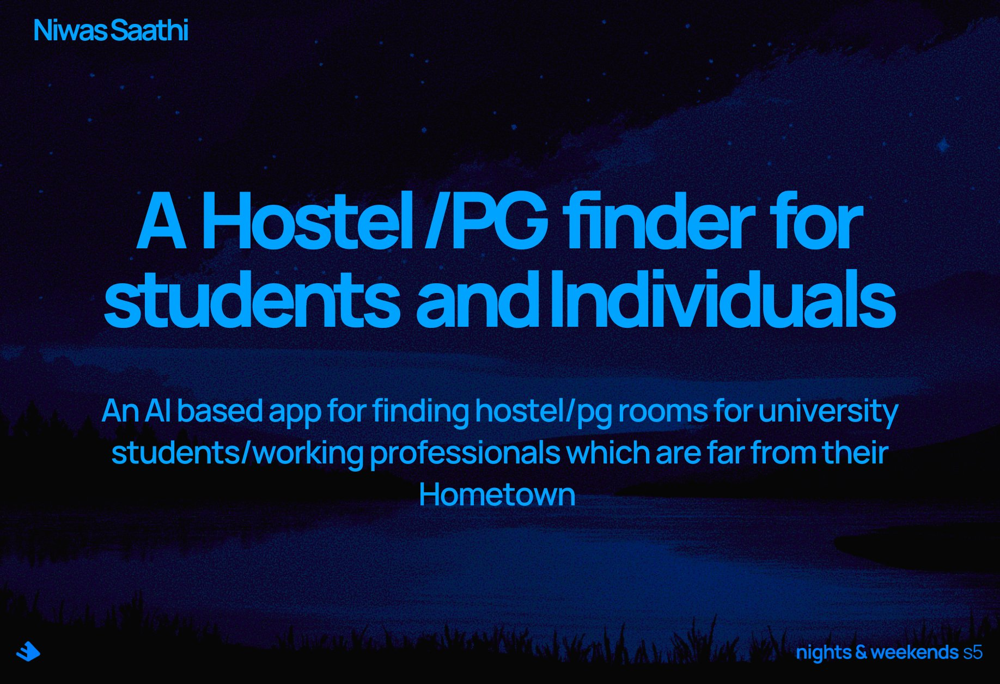 Niwas Saathi
A Hostel /PG finder for
students and Individuals
An AI based app for finding hostel/pg rooms for university
students/working professionals which are far from their
Hometown
nights & weekends s5